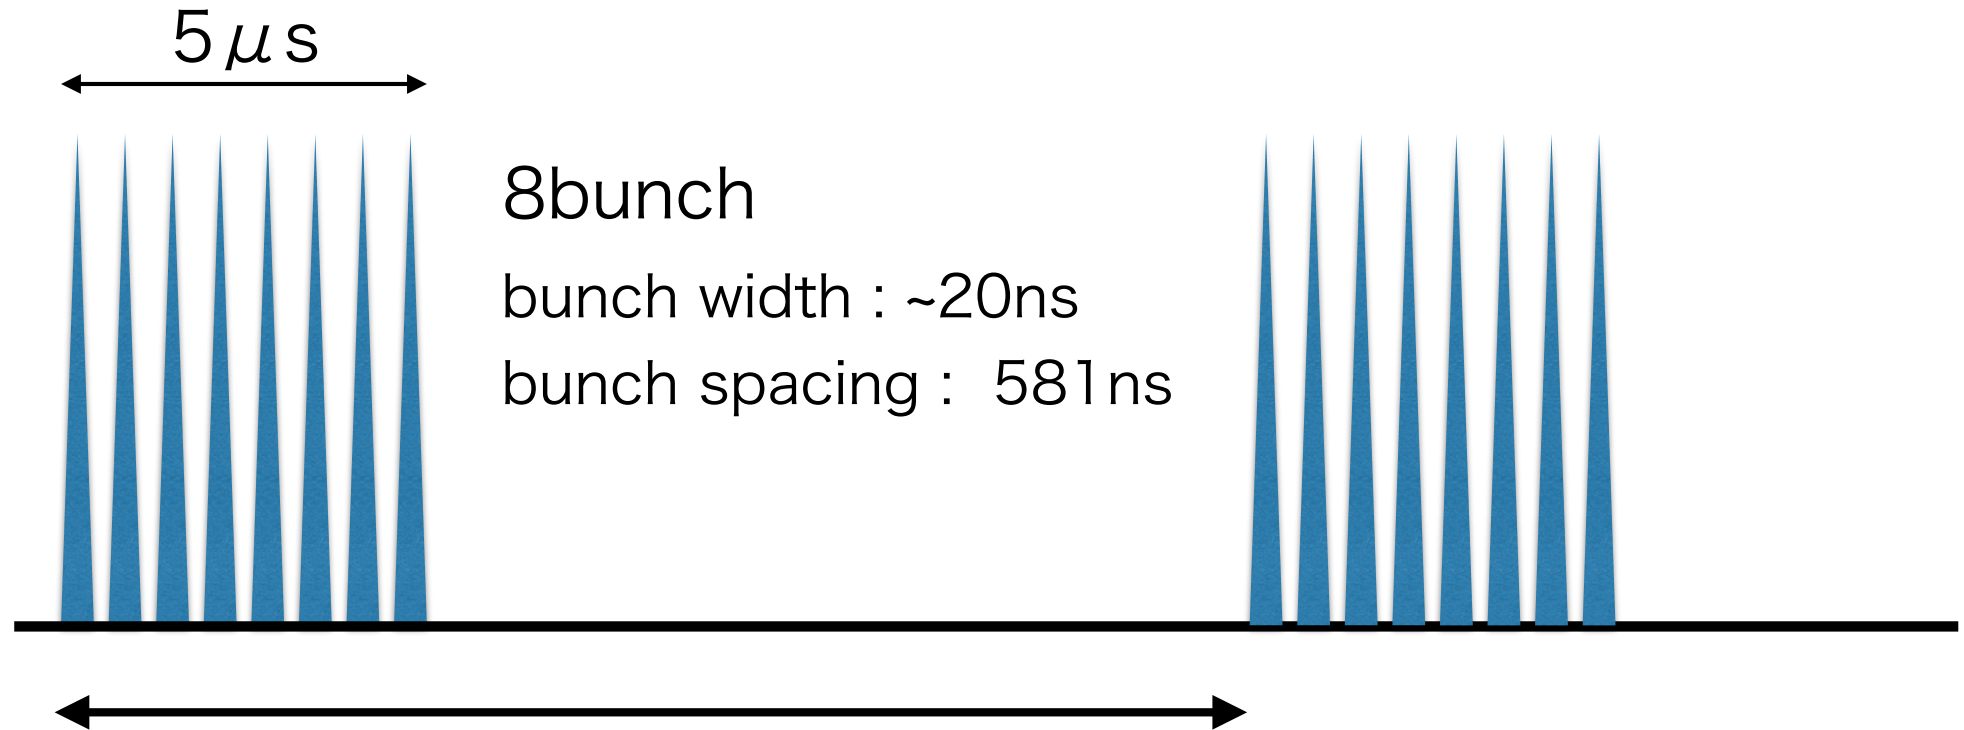 5μs
8bunch
bunch width : ~20ns
bunch spacing : 581ns